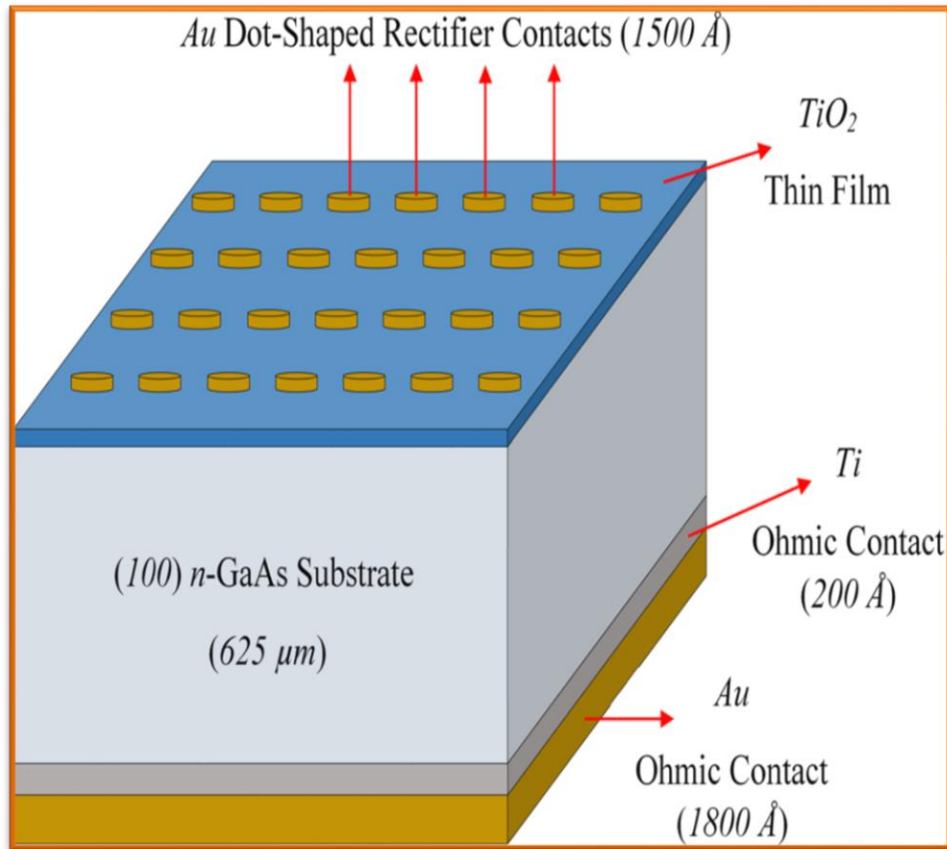 Au Dot-Shaped Rectifier Contacts (1500 Å)
TiO2
Thin Film
Ti
Ohmic Contact
(200 Å)
(100) n-GaAs Substrate
(625 μm)
Au
Ohmic Contact
(1800 Å)